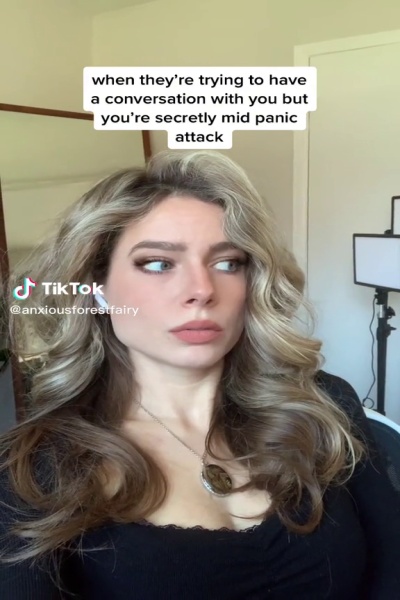 when they’re trying to have
a conversation with you but
you’re secretly mid panic
attack
TikTok
@anxiousforestfairy